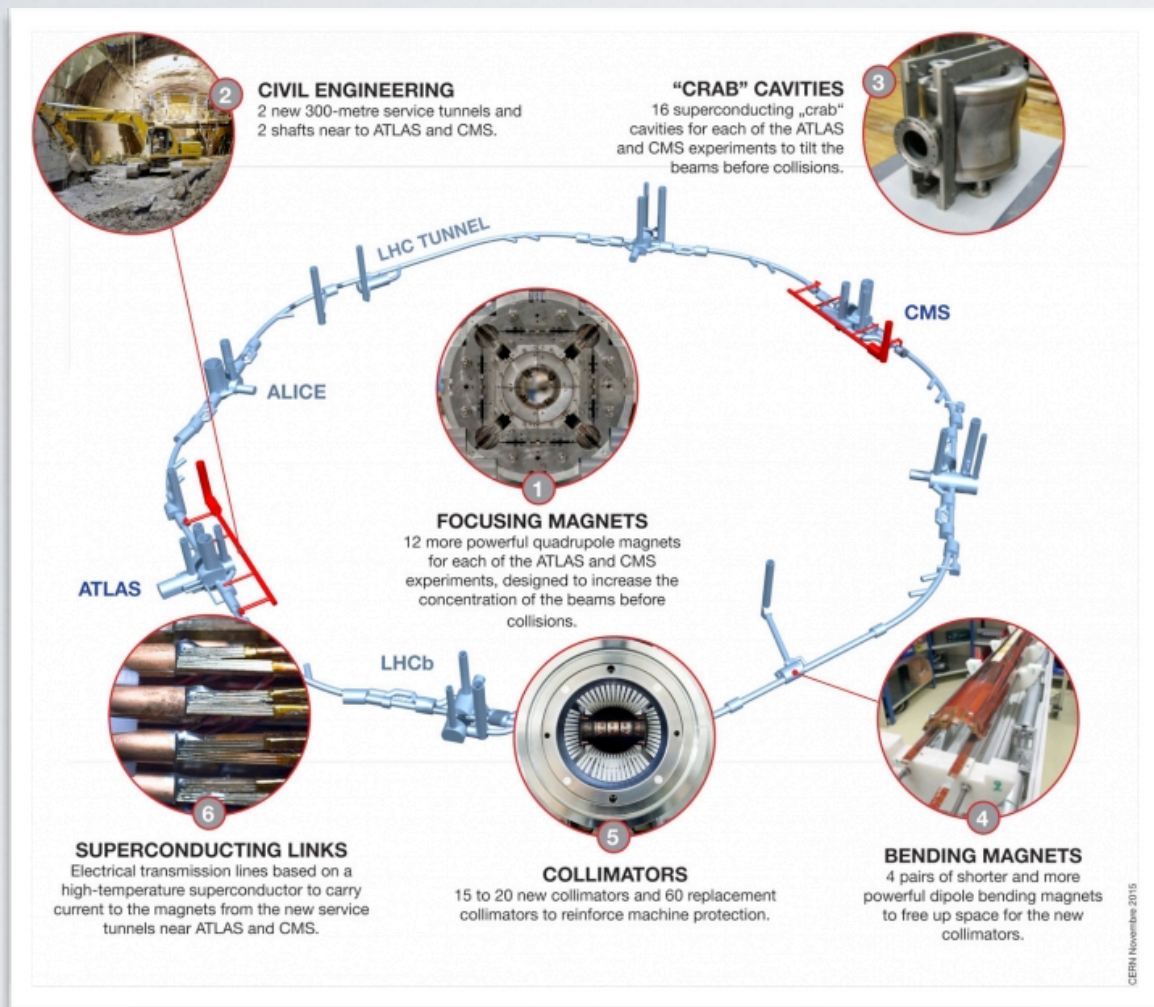 2
CIVIL ENGINEERING
2 new 300-metre service tunnels and
2 shafts near to ATLAS and CMS.
"CRAB" CAVITIES
16 superconducting „crab“
cavities for each of the ATLAS
and CMS experiments to tilt the
beams before collisions.
3
LHC TUNNEL
CMS
ALICE
1
FOCUSING MAGNETS
12 more powerful quadrupole magnets
for each of the ATLAS and CMS
experiments, designed to increase the
concentration of the beams before
collisions.
ATLAS
LHCb
6
SUPERCONDUCTING LINKS
Electrical transmission lines based on a
high-temperature superconductor to carry
current to the magnets from the new service
tunnels near ATLAS and CMS.
5
COLLIMATORS
15 to 20 new collimators and 60 replacement
collimators to reinforce machine protection.
4
BENDING MAGNETS
4 pairs of shorter and more
powerful dipole bending magnets
to free up space for the new
collimators.
CERN Novembre 2015